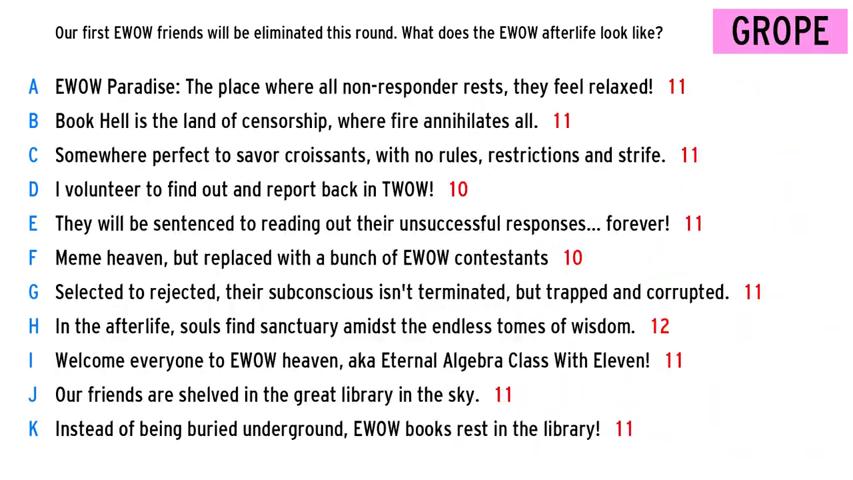 Our first EWOW friends will be eliminated this round. What does the EWOW afterlife look like?
GROPE
A EWOW Paradise: The place where all non-responder rests, they feel relaxed! 11
B Book Hell is the land of censorship, where fire annihilates all. 11
C Somewhere perfect to savor croissants, with no rules, restrictions and strife. 11
D I volunteer to find out and report back in TWOW! 10
E They will be sentenced to reading out their unsuccessful responses... forever! 11
F Meme heaven, but replaced with a bunch of EWOW contestants 10
G Selected to rejected, their subconscious isn't terminated, but trapped and corrupted. 11
H In the afterlife, souls find sanctuary amidst the endless tomes of wisdom. 12
I Welcome everyone to EWOW heaven, aka Eternal Algebra Class With Eleven! 11
J Our friends are shelved in the great library in the sky. 11
K Instead of being buried underground, EWOW books rest in the library! 11